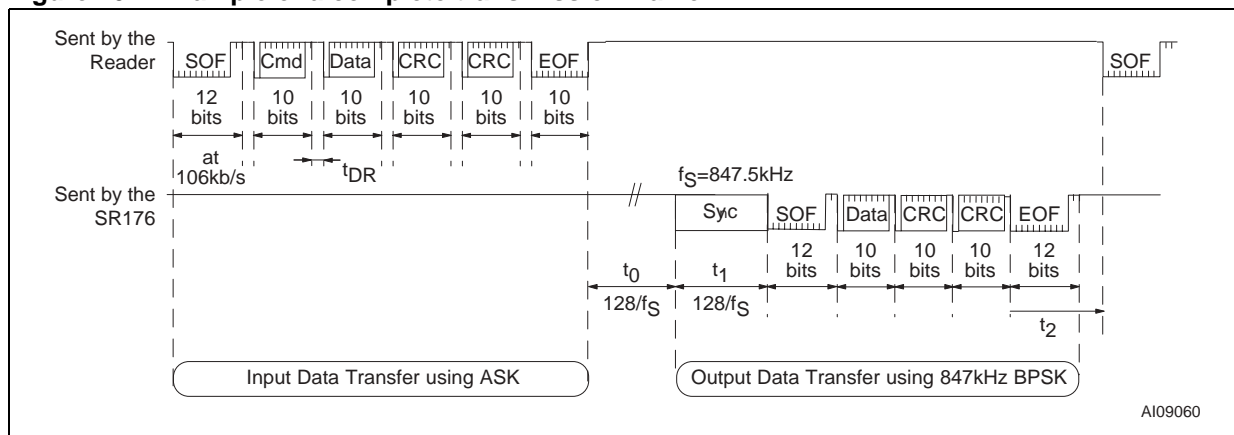 Sent by the Reader
SOF Cmd Data CRC CRC EOF SOF
12 bits 10 bits 10 bits 10 bits 10 bits 10 bits
at 106kb/s
tDR
Sent by the SR176
fS=847.5kHz
Sync SOF Data CRC CRC EOF
12 bits 10 bits 10 bits 10 bits 12 bits
t0 t1
128/fS 128/fS
t2
Input Data Transfer using ASK
Output Data Transfer using 847kHz BPSK
AI09060